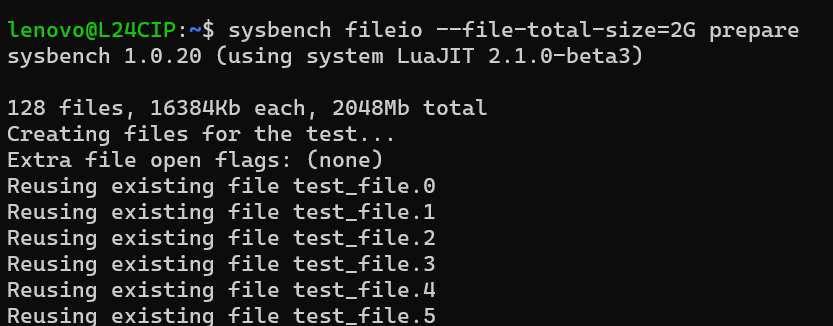 lenovo@L24CIP:~$ sysbench fileio --file-total-size=2G prepare
sysbench 1.0.20 (using system LuaJIT 2.1.0-beta3)
128 files, 16384Kb each, 2048Mb total
Creating files for the test...
Extra file open flags: (none)
Reusing existing file test_file.0
Reusing existing file test_file.1
Reusing existing file test_file.2
Reusing existing file test_file.3
Reusing existing file test_file.4
Reusing existing file test_file.5